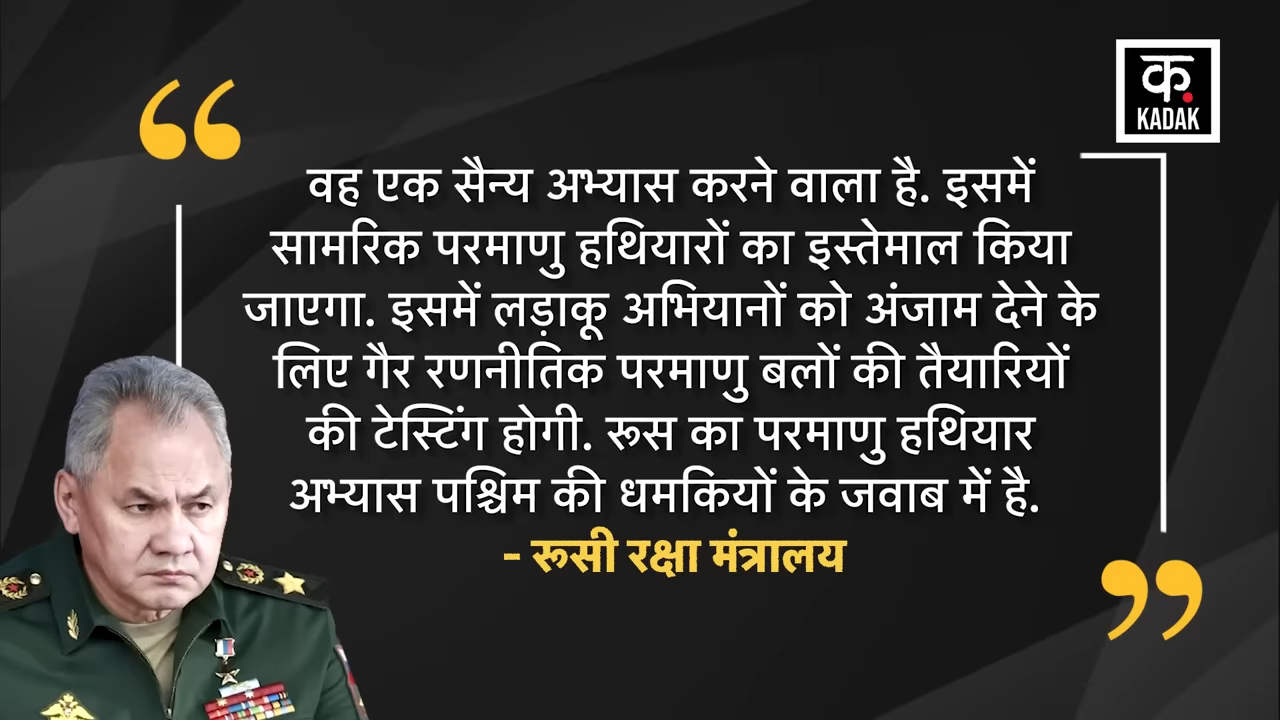 क
KADAK
वह एक सैन्य अभ्यास करने वाला है. इसमें
सामरिक परमाणु हथियारों का इस्तेमाल किया
जाएगा. इसमें लड़ाकू अभियानों को अंजाम देने के
लिए गैर रणनीतिक परमाणु बलों की तैयारियों
की टेस्टिंग होगी. रूस का परमाणु हथियार
अभ्यास पश्चिम की धमकियों के जवाब में है.
- रूसी रक्षा मंत्रालय